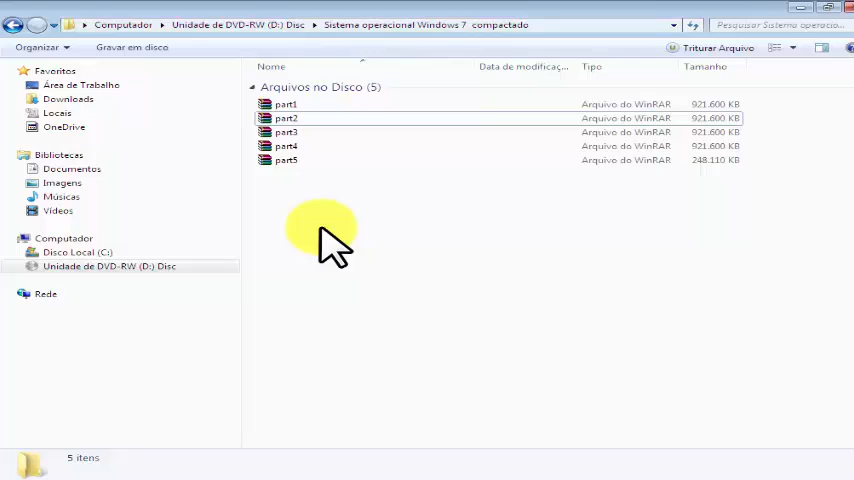 Computador ▸ Unidade de DVD-RW (D:) Disc ▸ Sistema operacional Windows 7 compactado
Pesquisar Sistema operacio...
Organizar
Gravar em disco
Triturar Arquivo
Favoritos
Área de Trabalho
Downloads
Locais
OneDrive
Bibliotecas
Documentos
Imagens
Músicas
Vídeos
Computador
Disco Local (C:)
Unidade de DVD-RW (D:) Disc
Rede
Nome Data de modificaç... Tipo Tamanho
Arquivos no Disco (5)
part1 Arquivo do WinRAR 921.600 KB
part2 Arquivo do WinRAR 921.600 KB
part3 Arquivo do WinRAR 921.600 KB
part4 Arquivo do WinRAR 921.600 KB
part5 Arquivo do WinRAR 248.110 KB
5 itens